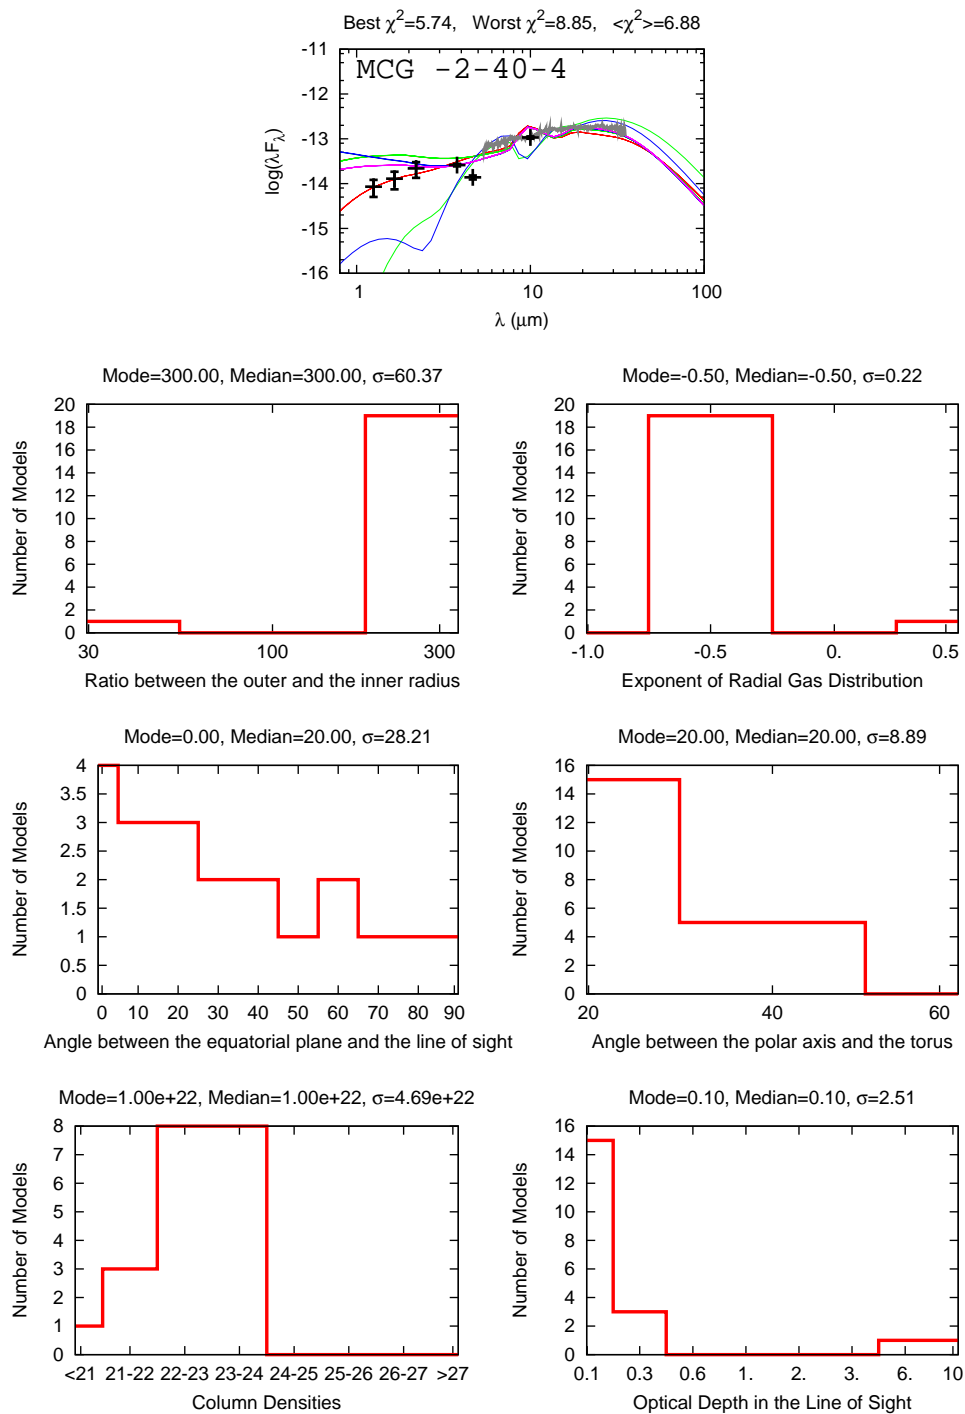 Best χ²=5.74,   Worst χ²=8.85,   <χ²>=6.88
MCG -2-40-4
log(λFλ)
-11
-12
-13
-14
-15
-16
1 10 100
λ (μm)
Mode=300.00, Median=300.00, σ=60.37
Number of Models
20
18
16
14
12
10
8
6
4
2
0
30 100 300
Ratio between the outer and the inner radius
Mode=-0.50, Median=-0.50, σ=0.22
Number of Models
20
18
16
14
12
10
8
6
4
2
0
-1.0 -0.5 0. 0.5
Exponent of Radial Gas Distribution
Mode=0.00, Median=20.00, σ=28.21
Number of Models
4
3.5
3
2.5
2
1.5
1
0.5
0
0 10 20 30 40 50 60 70 80 90
Angle between the equatorial plane and the line of sight
Mode=20.00, Median=20.00, σ=8.89
Number of Models
16
14
12
10
8
6
4
2
0
20 40 60
Angle between the polar axis and the torus
Mode=1.00e+22, Median=1.00e+22, σ=4.69e+22
Number of Models
8
7
6
5
4
3
2
1
0
<21 21-22 22-23 23-24 24-25 25-26 26-27 >27
Column Densities
Mode=0.10, Median=0.10, σ=2.51
Number of Models
16
14
12
10
8
6
4
2
0
0.1 0.3 0.6 1. 2. 3. 6. 10
Optical Depth in the Line of Sight